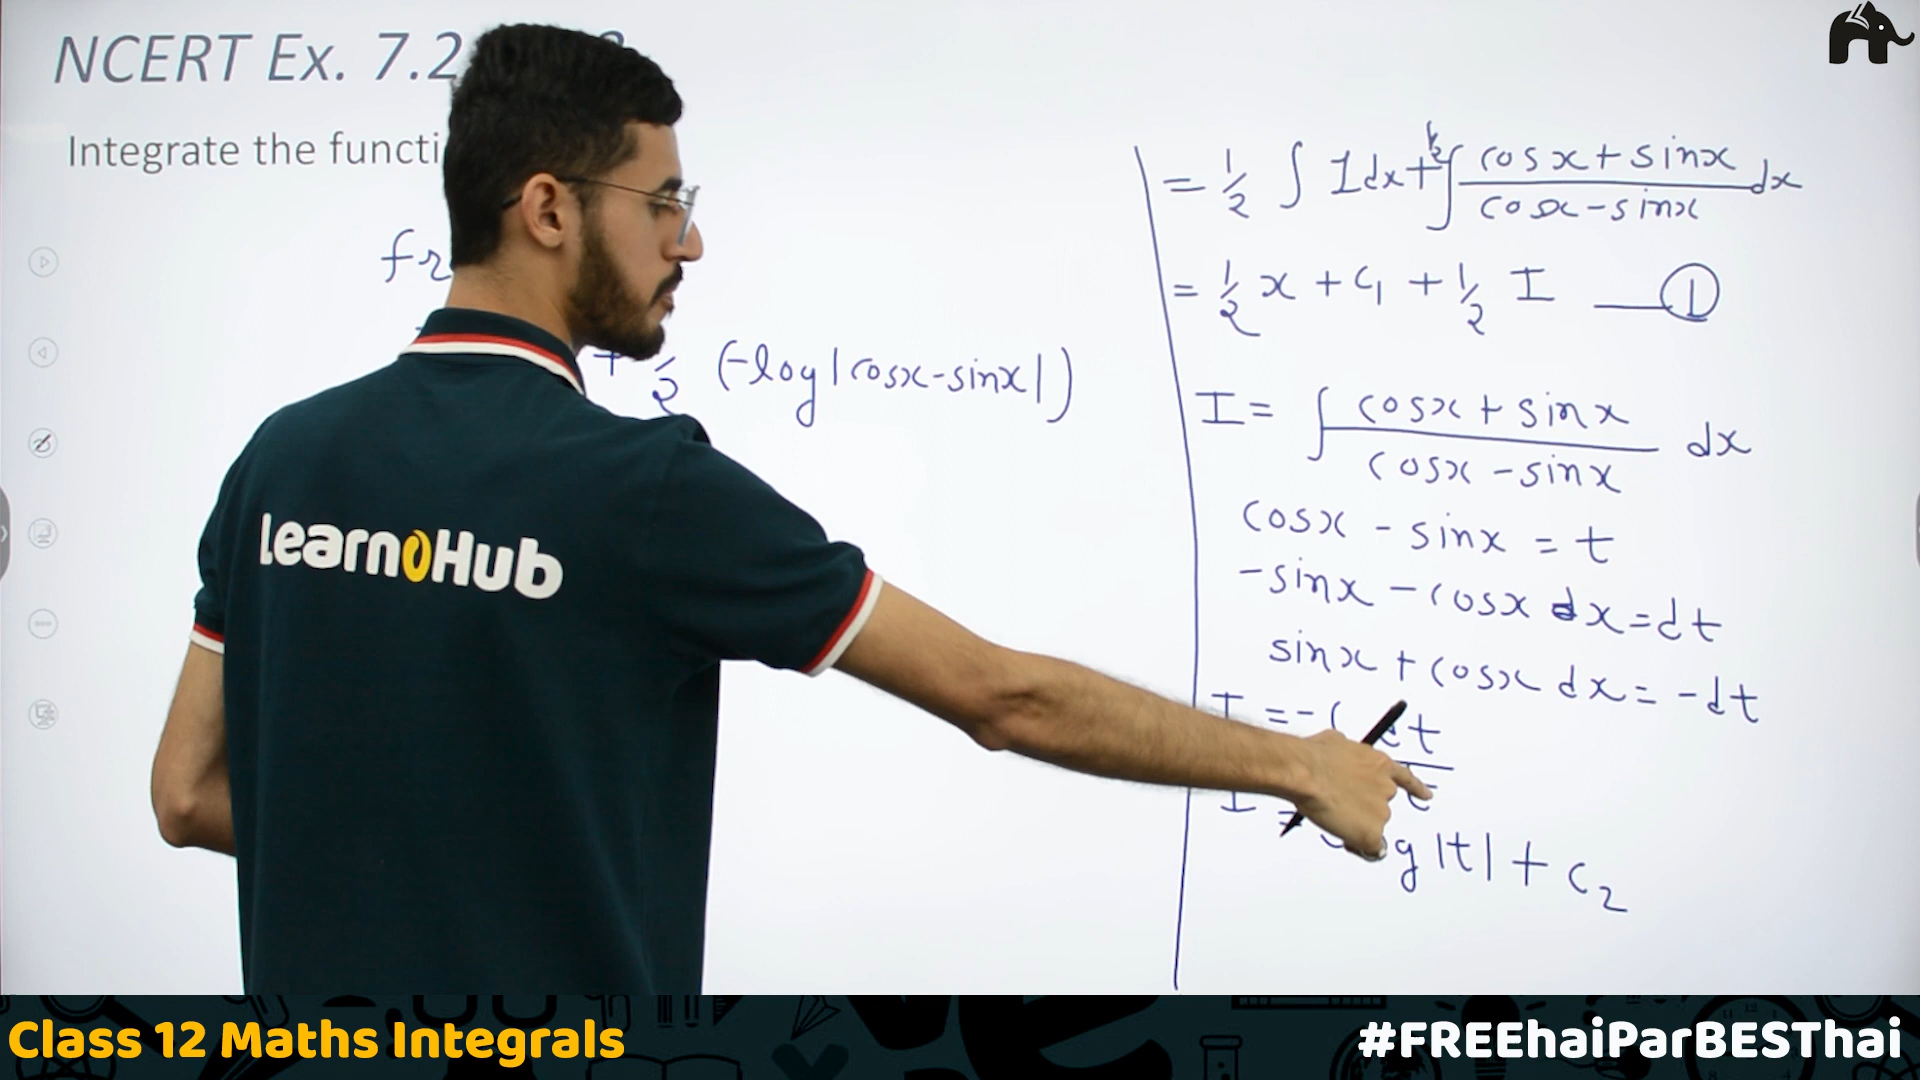 NCERT Ex. 7.2
Integrate the functi
fr
+ 1/2 (-log|cosx-sinx|)
= 1/2 ∫ 1dx + 1/2 ∫ cosx + sinx / cosx - sinx dx
= 1/2 x + c₁ + 1/2 I — ①
I = ∫ cosx + sinx / cosx - sinx dx
cosx - sinx = t
-sinx - cosx dx = dt
sinx + cosx dx = -dt
I = - dt / t
I = log |t| + c₂
LearnoHub
Class 12 Maths Integrals
#FREEhaiParBESThai